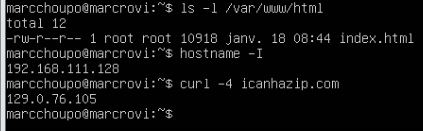 marcchoupo@marcrovi:~$ ls -l /var/www/html
total 12
-rw-r--r-- 1 root root 10918 janv. 18 08:44 index.html
marcchoupo@marcrovi:~$ hostname -I
192.168.111.128
marcchoupo@marcrovi:~$ curl -4 icanhazip.com
129.0.76.105
marcchoupo@marcrovi:~$